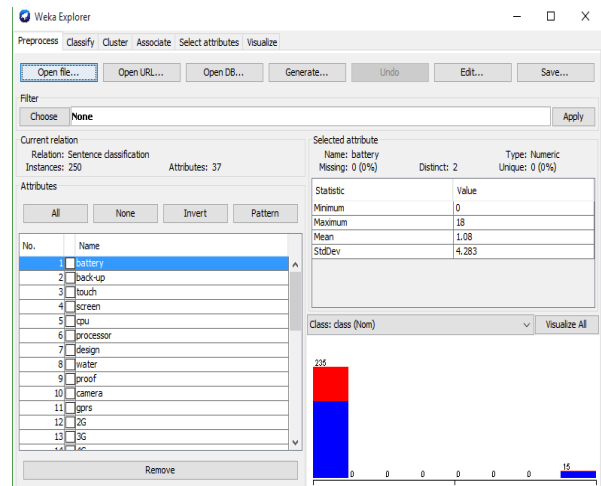 Weka Explorer
Preprocess Classify Cluster Associate Select attributes Visualize
Open file... Open URL... Open DB... Generate... Undo Edit... Save...
Filter
Choose None Apply
Current relation
Relation: Sentence classification
Instances: 250 Attributes: 37
Attributes
All None Invert Pattern
No. Name
1 battery
2 back-up
3 touch
4 screen
5 cpu
6 processor
7 design
8 water
9 proof
10 camera
11 gprs
12 2G
13 3G
14 4G
Remove
Selected attribute
Name: battery Type: Numeric
Missing: 0 (0%) Distinct: 2 Unique: 0 (0%)
Statistic Value
Minimum 0
Maximum 18
Mean 1.08
StdDev 4.283
Class: class (Nom) Visualize All
235
0 0 0 0 0 0 15